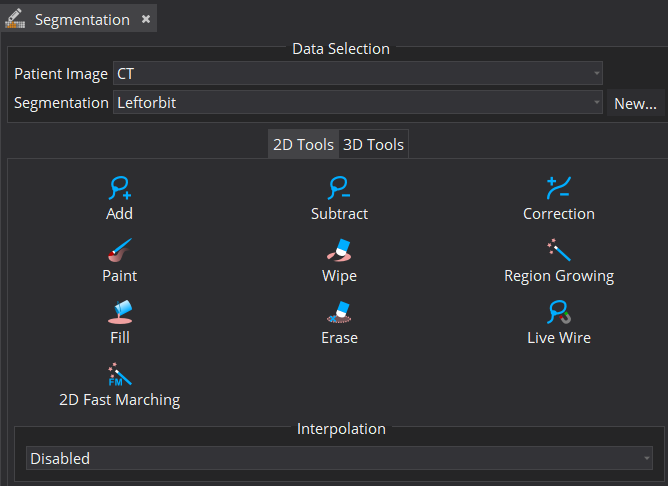 Segmentation
Data Selection
Patient Image CT
Segmentation Leftorbit New...
2D Tools 3D Tools
Add Subtract Correction
Paint Wipe Region Growing
Fill Erase Live Wire
FM
2D Fast Marching
Interpolation
Disabled